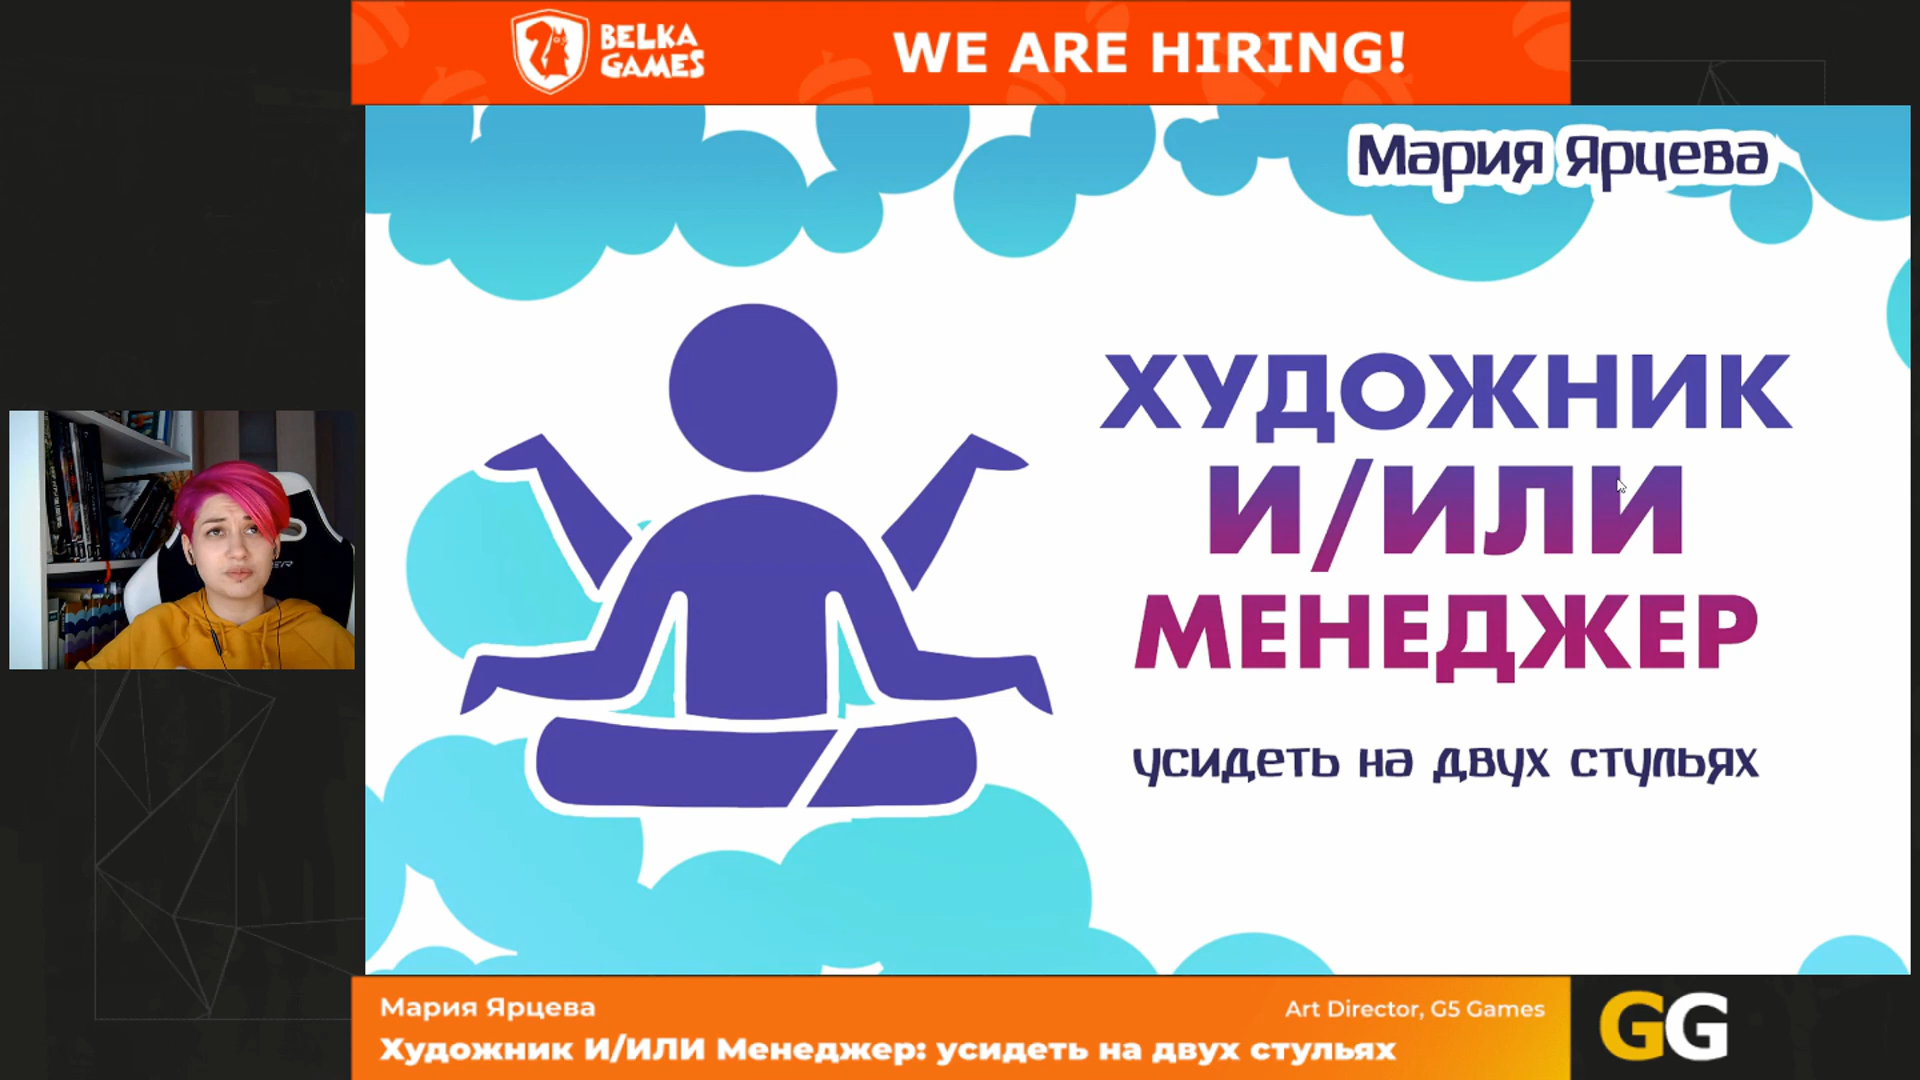 BELKA
GAMES
WE ARE HIRING!
Мария Ярцева
ХУДОЖНИК
И/ИЛИ
МЕНЕДЖЕР
усидеть на двух стульях
Мария Ярцева
Art Director, G5 Games
Художник И/ИЛИ Менеджер: усидеть на двух стульях
GG